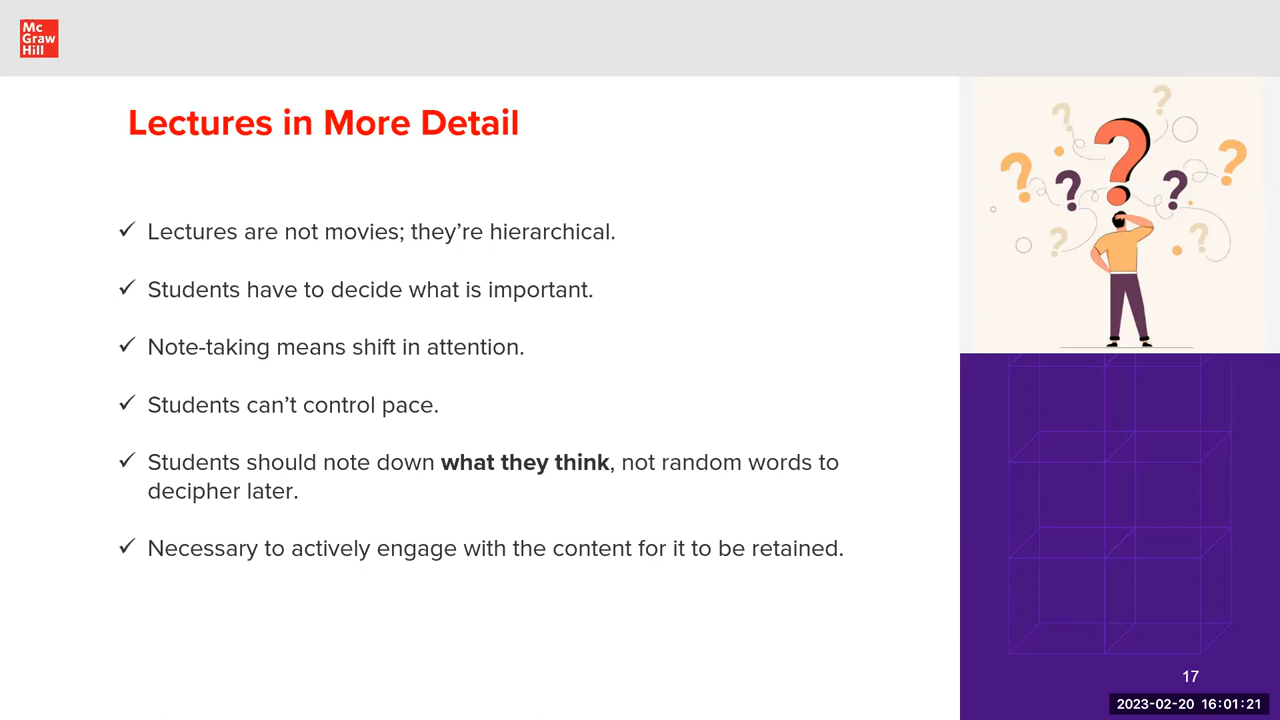 Mc
Graw
Hill
Lectures in More Detail
✓ Lectures are not movies; they’re hierarchical.
✓ Students have to decide what is important.
✓ Note-taking means shift in attention.
✓ Students can’t control pace.
✓ Students should note down what they think, not random words to
decipher later.
✓ Necessary to actively engage with the content for it to be retained.
? ? ? ? ? ? ? ? ?
17
2023-02-20 16:01:21